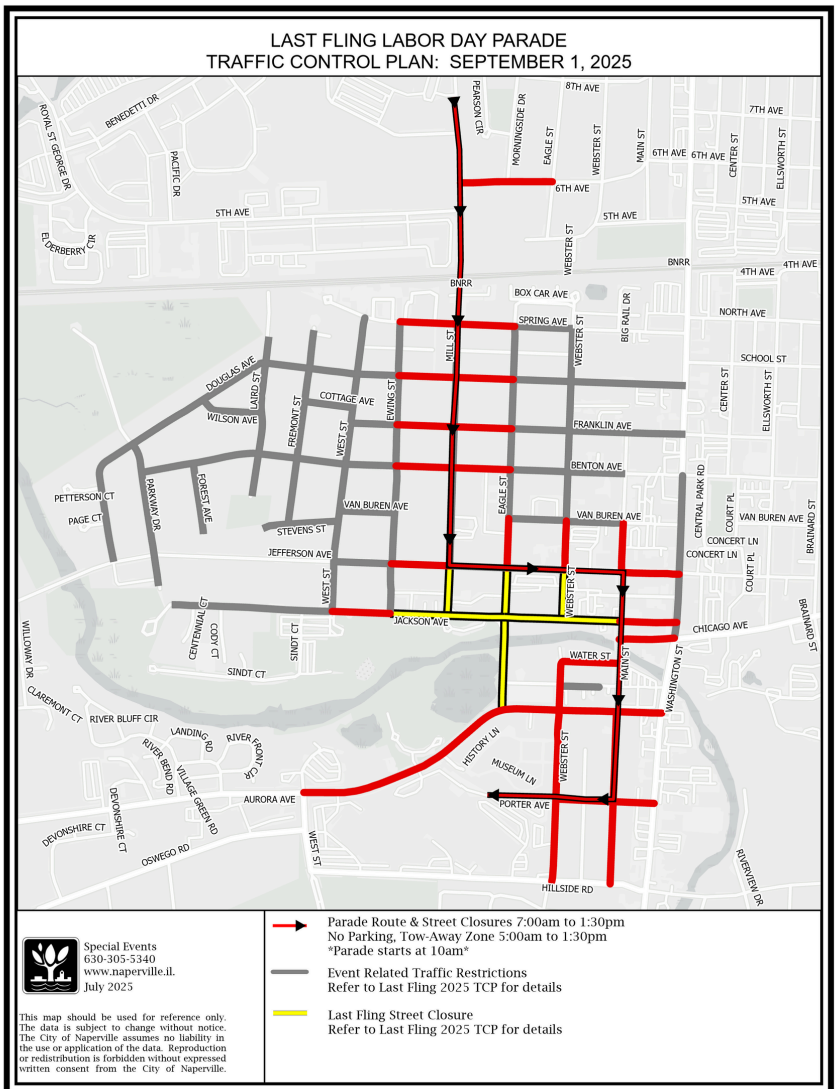 LAST FLING LABOR DAY PARADE
TRAFFIC CONTROL PLAN: SEPTEMBER 1, 2025
8TH AVE
PEARSON CIR
MORNINGSIDE DR
EAGLE ST
WEBSTER ST
MAIN ST
7TH AVE
CENTER ST
ELLSWORTH ST
BENEDETTI DR
ROYAL ST GEORGE DR
PACIFIC DR
6TH AVE
6TH AVE
6TH AVE
5TH AVE
5TH AVE
5TH AVE
ELDERBERRY CIR
WEBSTER ST
BNRR
4TH AVE
4TH AVE
BNRR
BOX CAR AVE
BIG RAIL DR
NORTH AVE
SPRING AVE
WEBSTER ST
MILL ST
SCHOOL ST
DOUGLAS AVE
LAIRD ST
EWING ST
CENTER ST
ELLSWORTH ST
COTTAGE AVE
WILSON AVE
FREMONT ST
WEST ST
FRANKLIN AVE
BENTON AVE
PETTERSON CT
PAGE CT
PARKWAY DR
FOREST AVE
VAN BUREN AVE
EAGLE ST
VAN BUREN AVE
CENTRAL PARK RD
COURT PL
VAN BUREN AVE
BRAINARD ST
STEVENS ST
CONCERT LN
CONCERT LN
JEFFERSON AVE
COURT PL
WEST ST
WEBSTER ST
JACKSON AVE
CENTENNIAL CT
CODY CT
SINDT CT
CHICAGO AVE
BRAINARD ST
WILLOWAY DR
SINDT CT
WATER ST
MAIN ST
WASHINGTON ST
CLAREMONT CT
RIVER BLUFF CIR
LANDING RD
RIVER BEND RD
RIVER FRONT CIR
VILLAGE GREEN RD
HISTORY LN
MUSEUM LN
WEBSTER ST
AURORA AVE
PORTER AVE
DEVONSHIRE CT
DEVONSHIRE CT
OSWEGO RD
WEST ST
RIVERVIEW DR
HILLSIDE RD
Special Events
630-305-5340
www.naperville.il.
July 2025
This map should be used for reference only.
The data is subject to change without notice.
The City of Naperville assumes no liability in
the use or application of the data. Reproduction
or redistribution is forbidden without expressed
written consent from the City of Naperville.
Parade Route & Street Closures 7:00am to 1:30pm
No Parking, Tow-Away Zone 5:00am to 1:30pm
*Parade starts at 10am*
Event Related Traffic Restrictions
Refer to Last Fling 2025 TCP for details
Last Fling Street Closure
Refer to Last Fling 2025 TCP for details